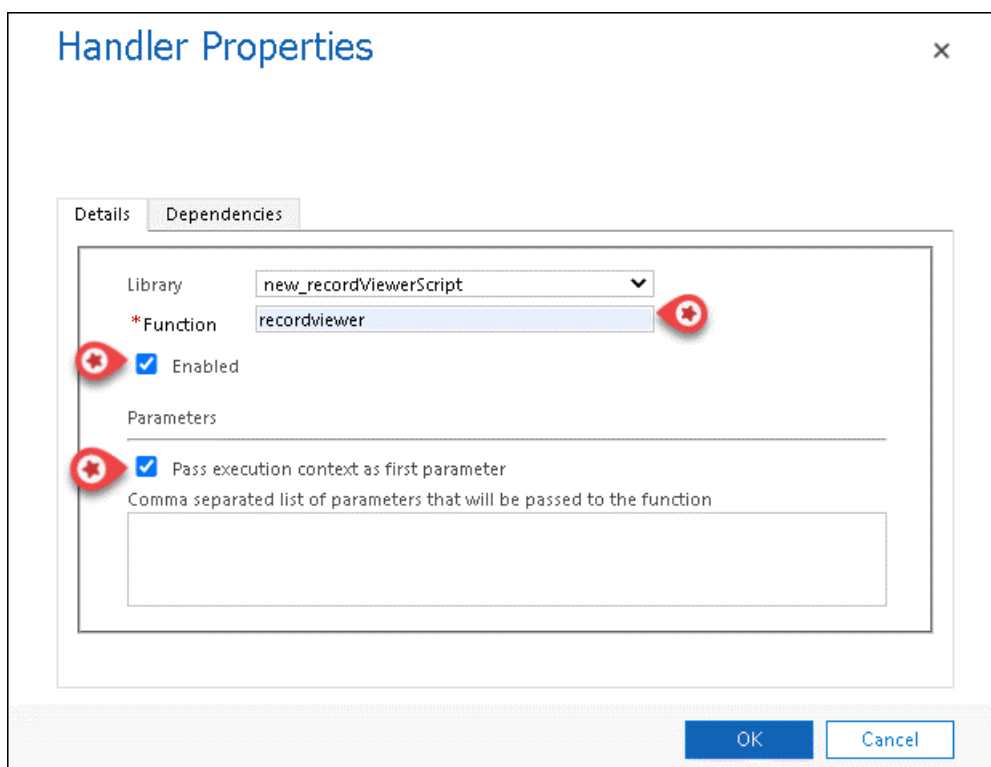 Handler Properties
Details Dependencies
Library new_recordViewerScript
*Function recordviewer
Enabled
Parameters
Pass execution context as first parameter
Comma separated list of parameters that will be passed to the function
OK Cancel